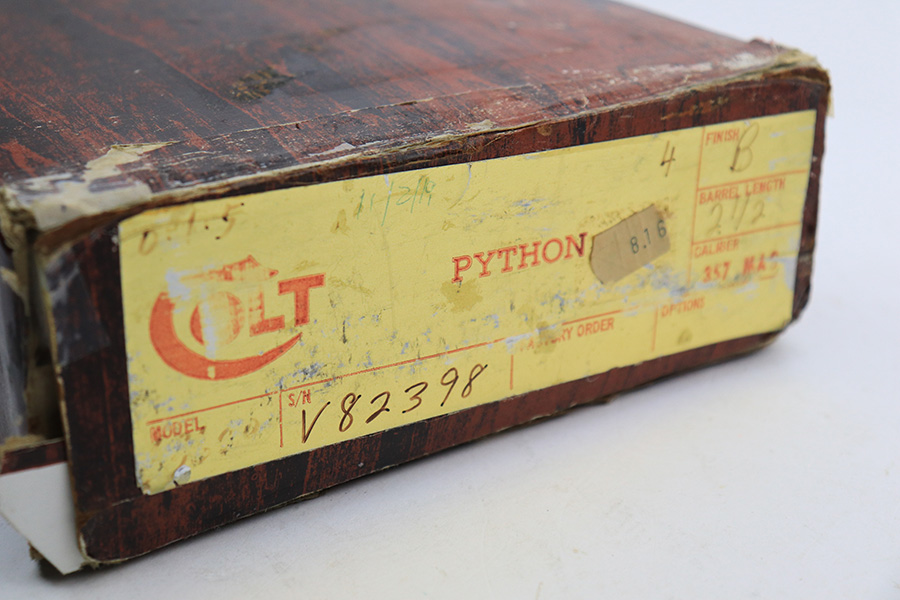 4
FINISH
B
BARREL LENGTH
2 1/2
CALIBER
357 MAG
OPTIONS
COLT
PYTHON
8.16
FACTORY ORDER
MODEL
S/N
V82398